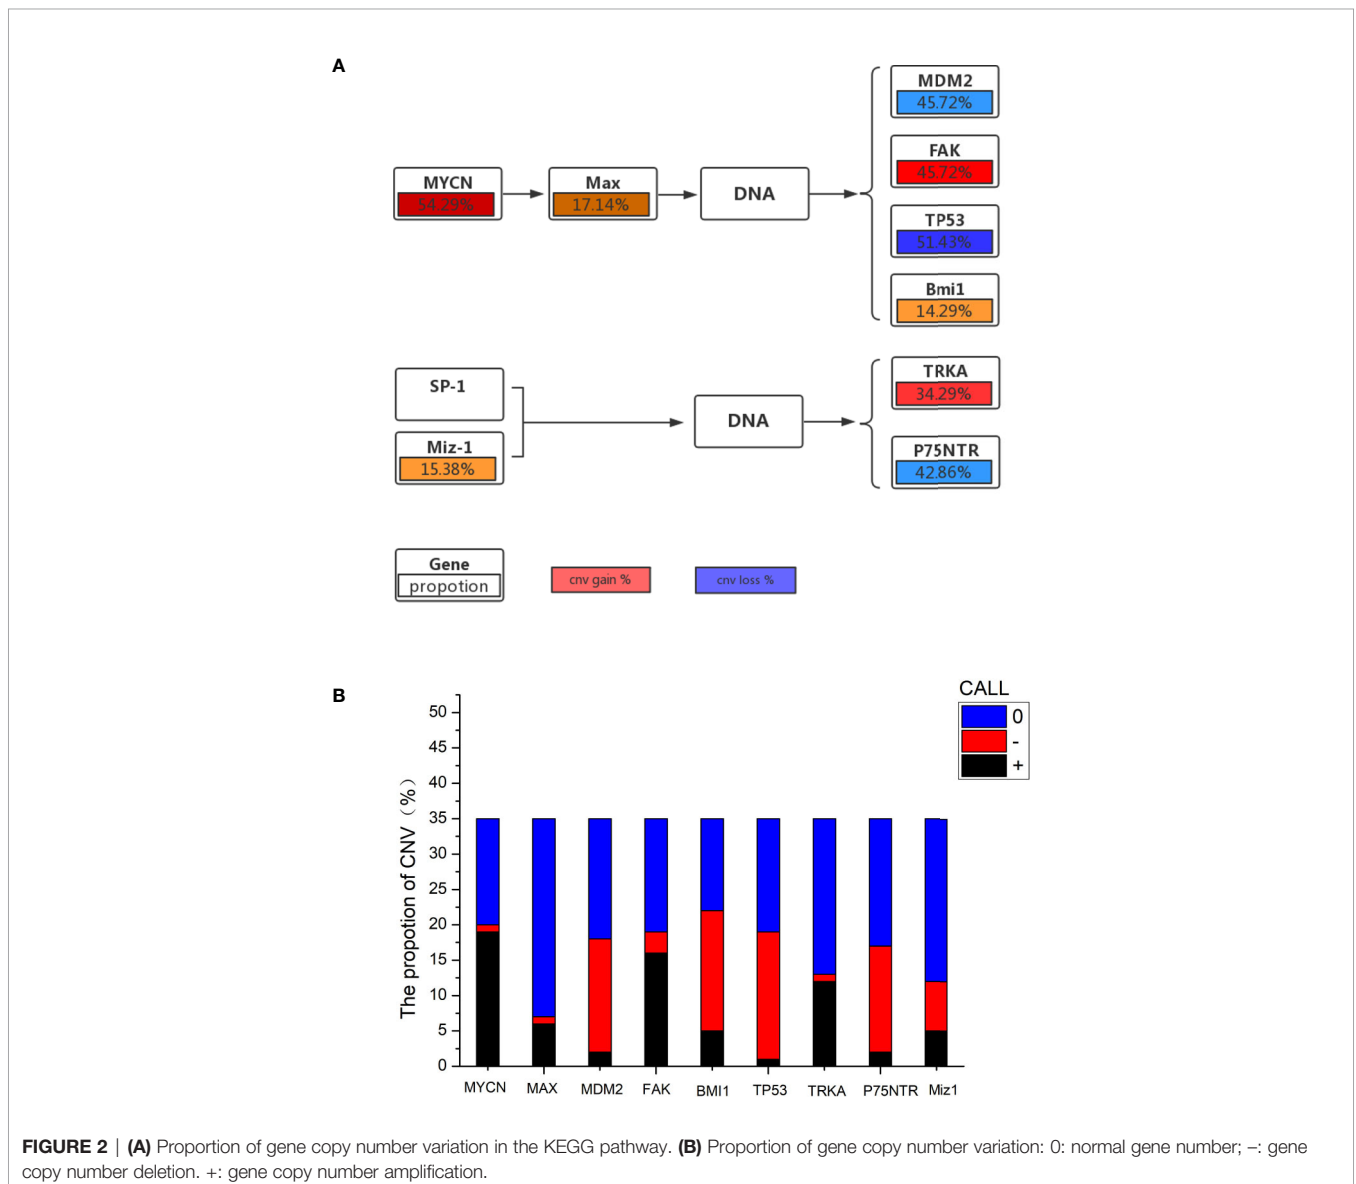 A
MYCN
54.29%
Max
17.14%
DNA
MDM2
45.72%
FAK
45.72%
TP53
51.43%
Bmi1
14.29%
SP-1
Miz-1
15.38%
DNA
TRKA
34.29%
P75NTR
42.86%
Gene
propotion
cnv gain %
cnv loss %
B
CALL
0
-
+
The propotion of CNV（%）
50
45
40
35
30
25
20
15
10
5
0
MYCN MAX MDM2 FAK BMI1 TP53 TRKA P75NTR Miz1
FIGURE 2 | (A) Proportion of gene copy number variation in the KEGG pathway. (B) Proportion of gene copy number variation: 0: normal gene number; –: gene
copy number deletion. +: gene copy number amplification.